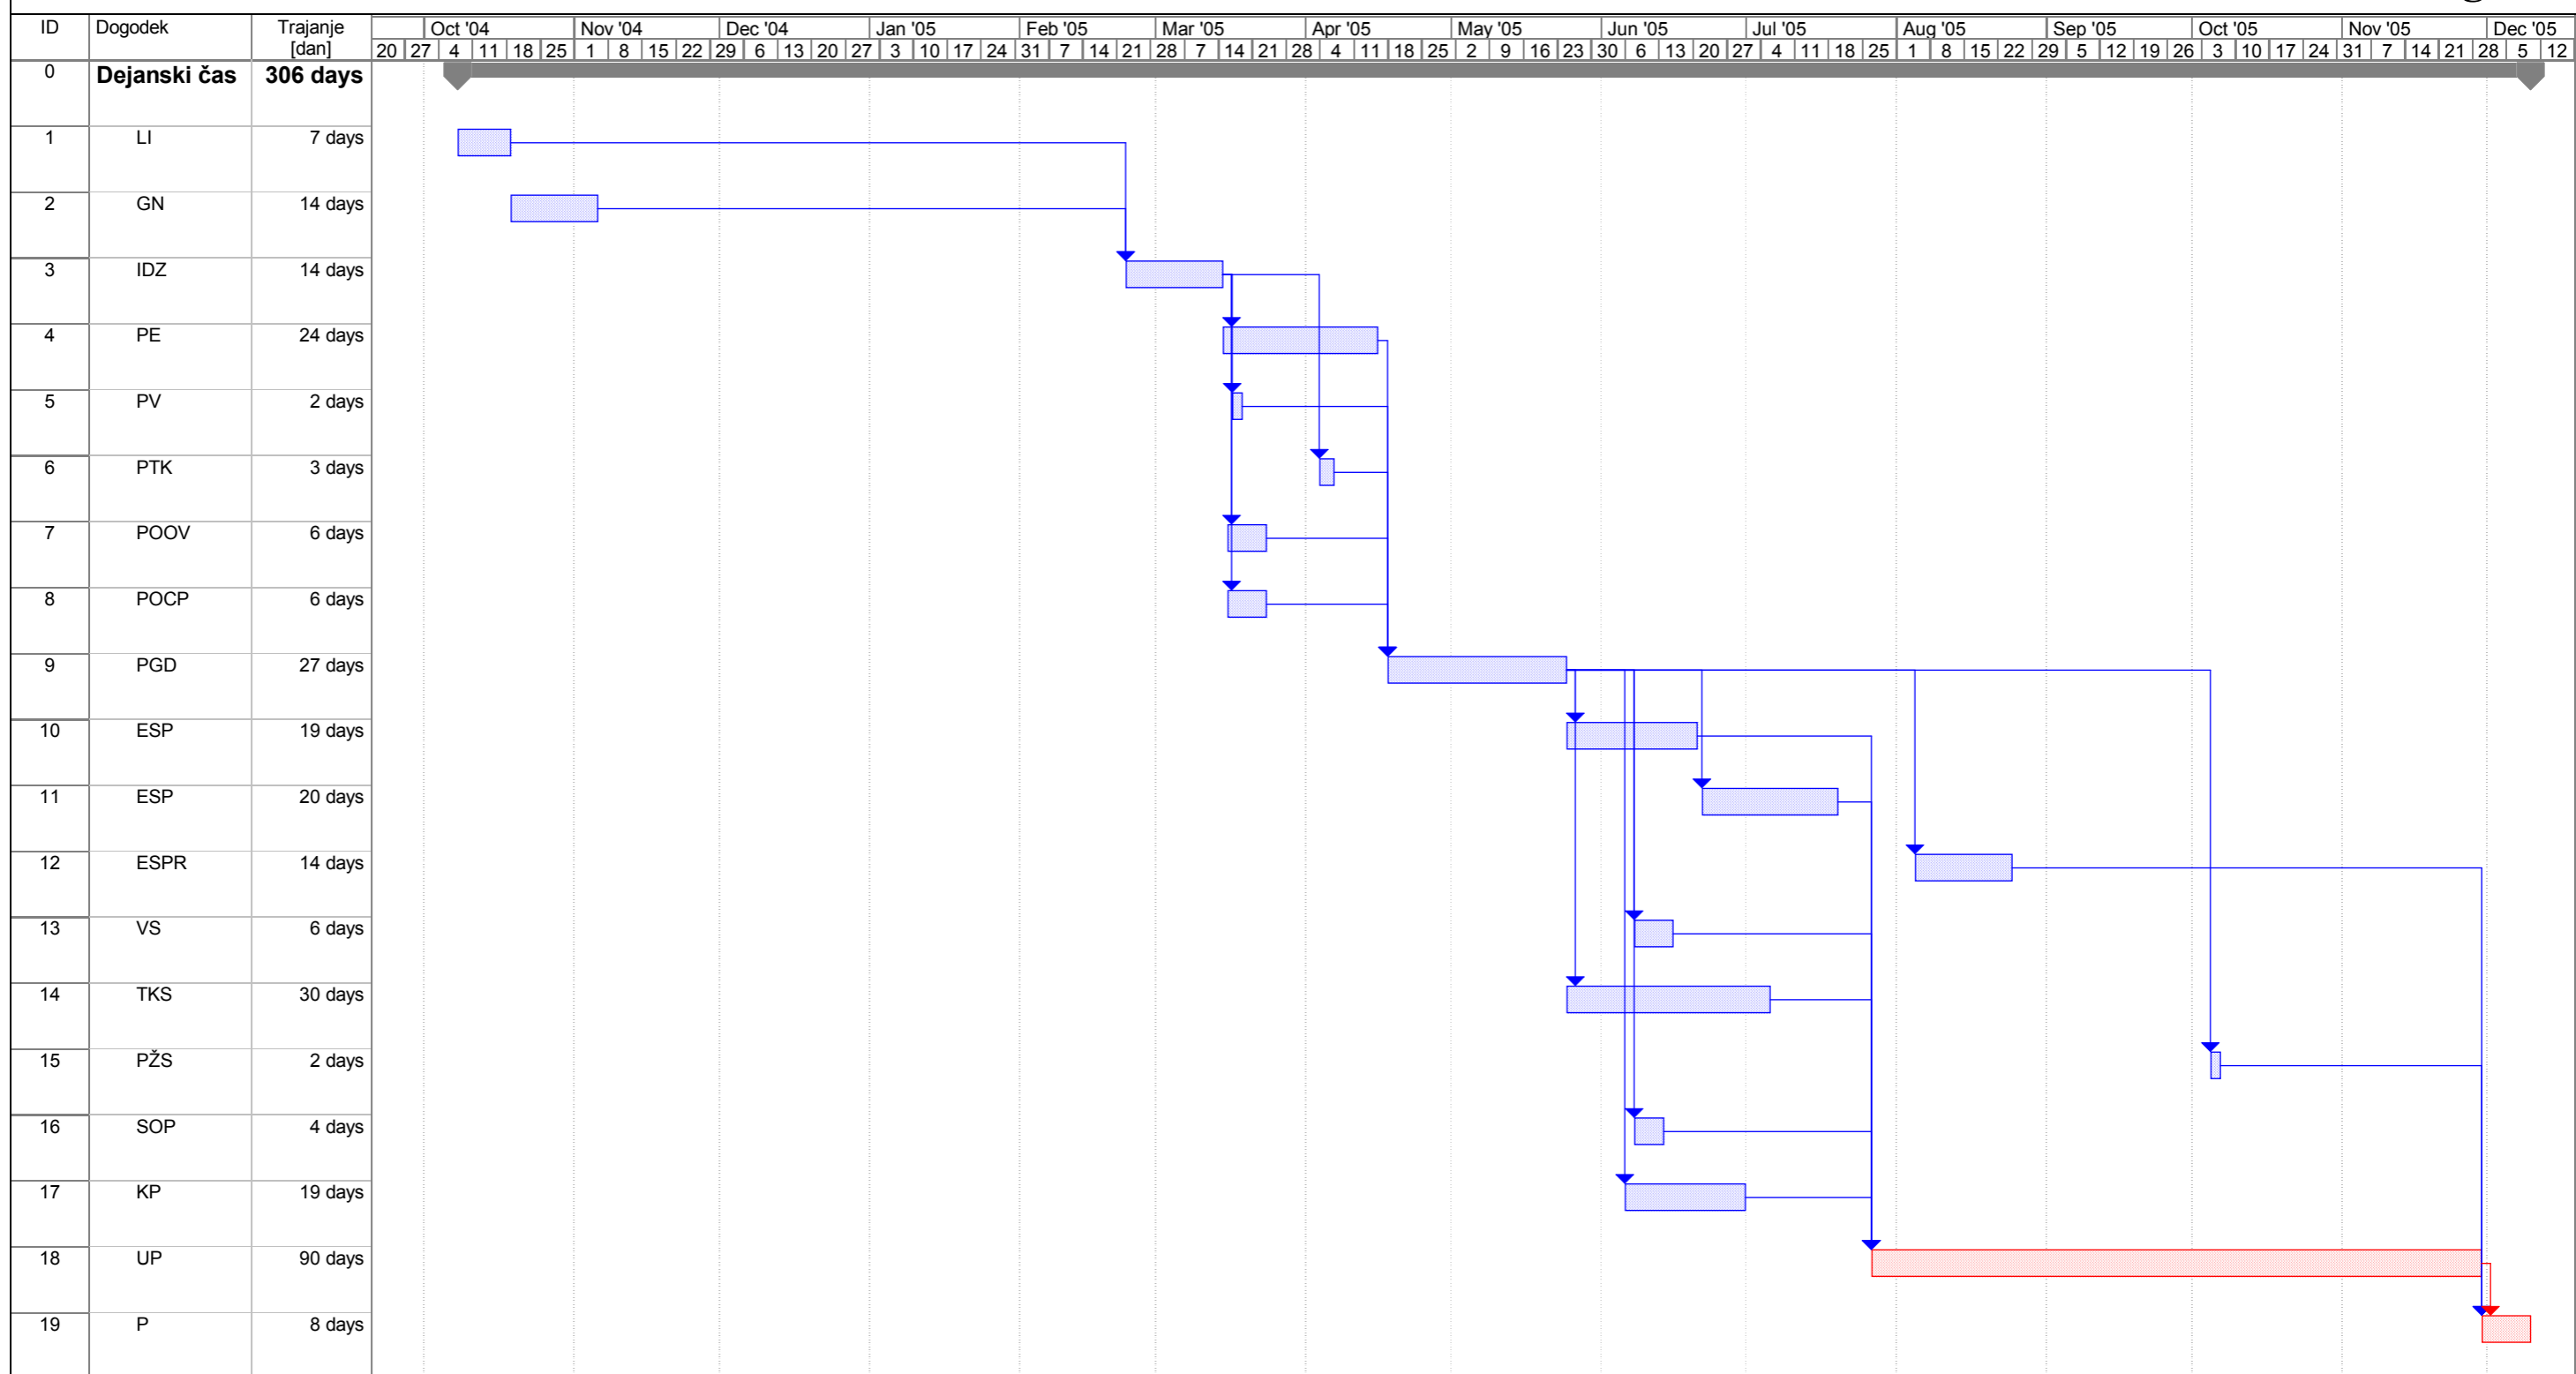 ID Dogodek Trajanje [dan] Oct '04 Nov '04 Dec '04 Jan '05 Feb '05 Mar '05 Apr '05 May '05 Jun '05 Jul '05 Aug '05 Sep '05 Oct '05 Nov '05 Dec '05
20 27 4 11 18 25 1 8 15 22 29 6 13 20 27 3 10 17 24 31 7 14 21 28 7 14 21 28 4 11 18 25 2 9 16 23 30 6 13 20 27 4 11 18 25 1 8 15 22 29 5 12 19 26 3 10 17 24 31 7 14 21 28 5 12
0 Dejanski čas 306 days
1 LI 7 days
2 GN 14 days
3 IDZ 14 days
4 PE 24 days
5 PV 2 days
6 PTK 3 days
7 POOV 6 days
8 POCP 6 days
9 PGD 27 days
10 ESP 19 days
11 ESP 20 days
12 ESPR 14 days
13 VS 6 days
14 TKS 30 days
15 PŽS 2 days
16 SOP 4 days
17 KP 19 days
18 UP 90 days
19 P 8 days